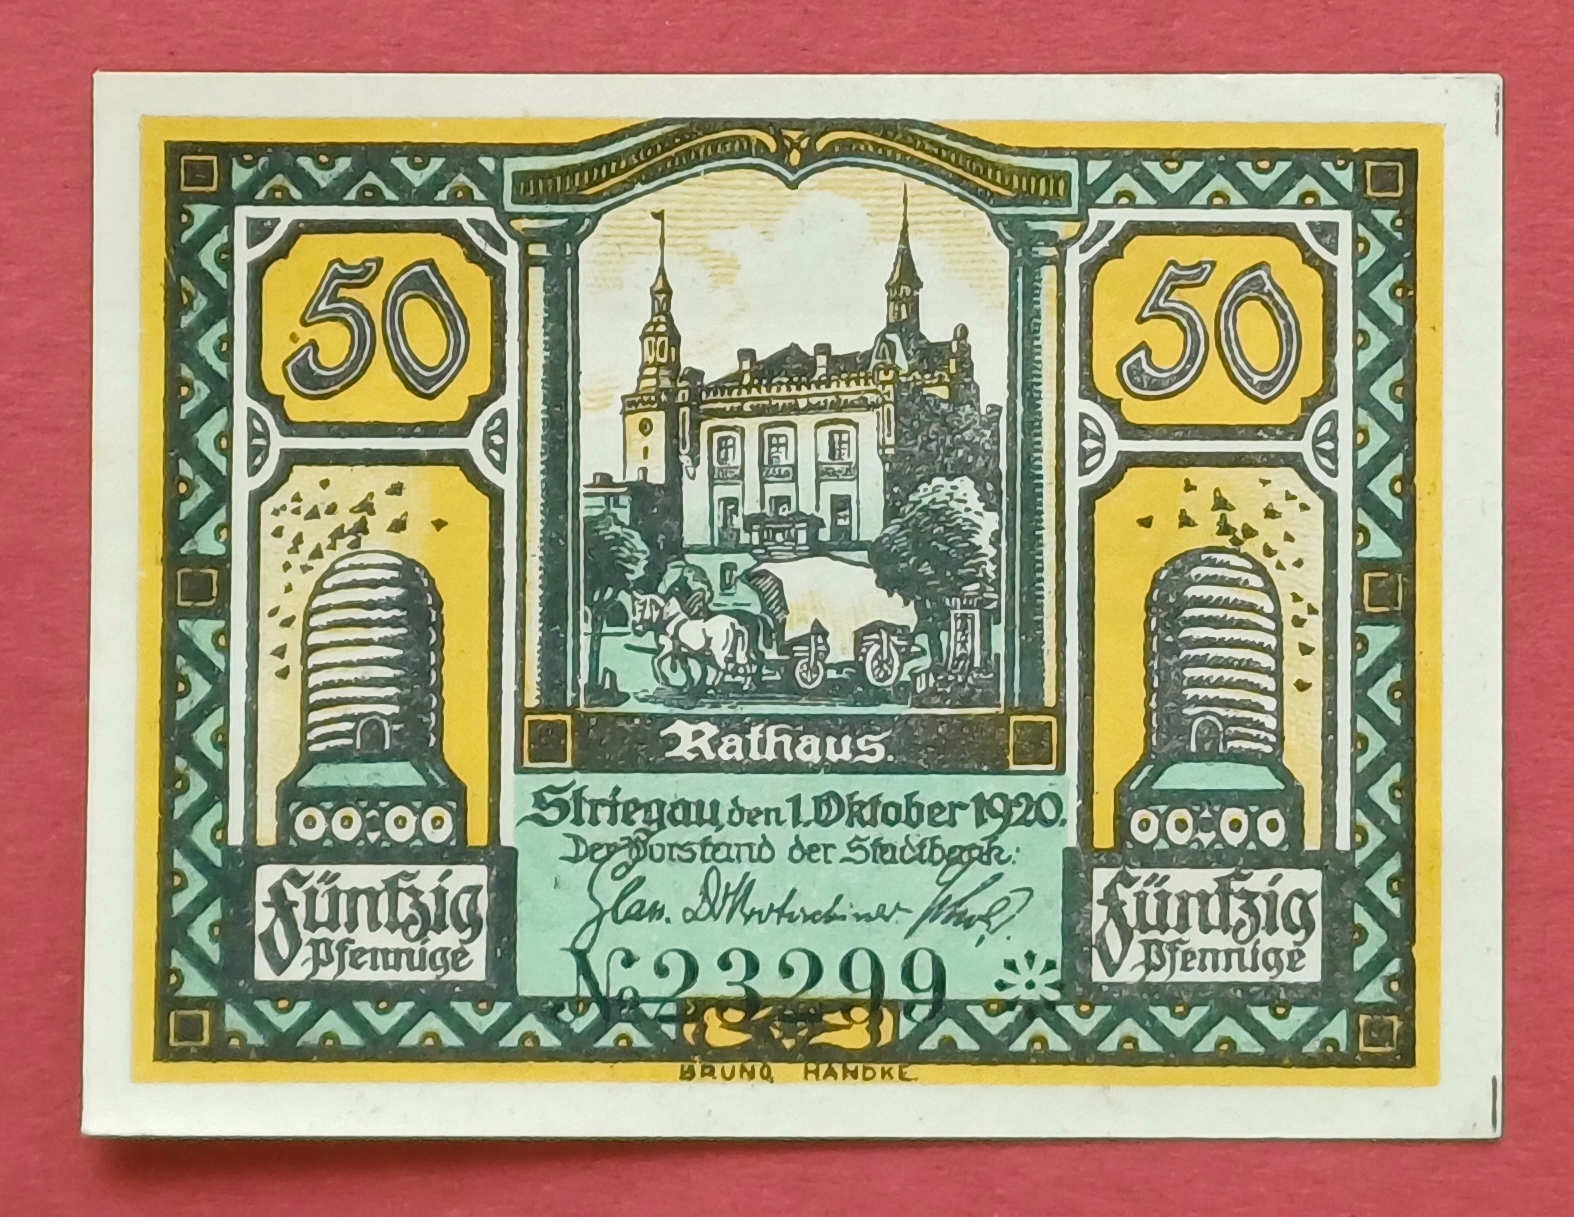 50
50
Rathaus.
Striegau, den 1. Oktober 1920.
Der Vorstand der Stadtbank:
Fünfzig
Pfennige
Fünfzig
Pfennige
№ 23299 *
BRUNO HANDKE.